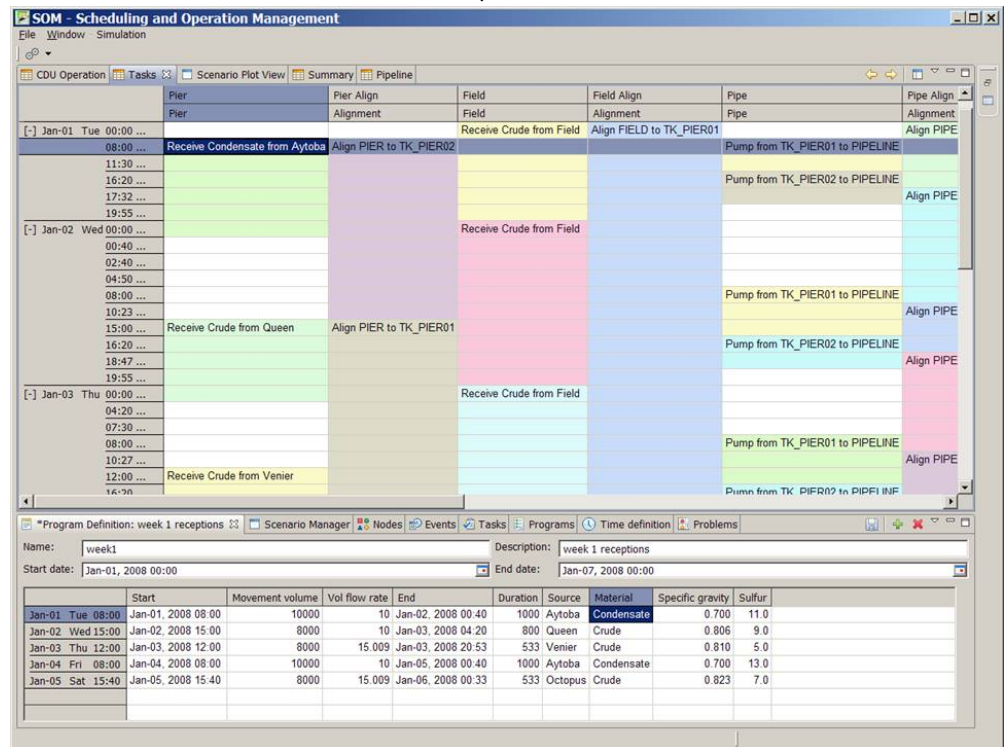 SOM - Scheduling and Operation Management
File Window Simulation
CDU Operation Tasks Scenario Plot View Summary Pipeline
Pier Pier Align Field Field Align Pipe Pipe Align
Pier Alignment Field Alignment Pipe Alignment
[-] Jan-01 Tue 00:00 ... Receive Crude from Field Align FIELD to TK_PIER01 Align PIPE
08:00 ... Receive Condensate from Aytoba Align PIER to TK_PIER02 Pump from TK_PIER01 to PIPELINE
11:30 ...
16:20 ... Pump from TK_PIER02 to PIPELINE
17:32 ... Align PIPE
19:55 ...
[-] Jan-02 Wed 00:00 ... Receive Crude from Field
00:40 ...
02:40 ...
04:50 ...
08:00 ... Pump from TK_PIER01 to PIPELINE
10:23 ... Align PIPE
15:00 ... Receive Crude from Queen Align PIER to TK_PIER01
16:20 ... Pump from TK_PIER02 to PIPELINE
18:47 ... Align PIPE
19:55 ...
[-] Jan-03 Thu 00:00 ... Receive Crude from Field
04:20 ...
07:30 ...
08:00 ... Pump from TK_PIER01 to PIPELINE
10:27 ... Align PIPE
12:00 ... Receive Crude from Venier
16:20 Pump from TK_PIER02 to PIPELINE
*Program Definition: week 1 receptions Scenario Manager Nodes Events Tasks Programs Time definition Problems
Name: week1 Description: week 1 receptions
Start date: Jan-01, 2008 00:00 End date: Jan-07, 2008 00:00
Start Movement volume Vol flow rate End Duration Source Material Specific gravity Sulfur
Jan-01 Tue 08:00 Jan-01, 2008 08:00 10000 10 Jan-02, 2008 00:40 1000 Aytoba Condensate 0.700 11.0
Jan-02 Wed 15:00 Jan-02, 2008 15:00 8000 10 Jan-03, 2008 04:20 800 Queen Crude 0.806 9.0
Jan-03 Thu 12:00 Jan-03, 2008 12:00 8000 15.009 Jan-03, 2008 20:53 533 Venier Crude 0.810 5.0
Jan-04 Fri 08:00 Jan-04, 2008 08:00 10000 10 Jan-05, 2008 00:40 1000 Aytoba Condensate 0.700 13.0
Jan-05 Sat 15:40 Jan-05, 2008 15:40 8000 15.009 Jan-06, 2008 00:33 533 Octopus Crude 0.823 7.0